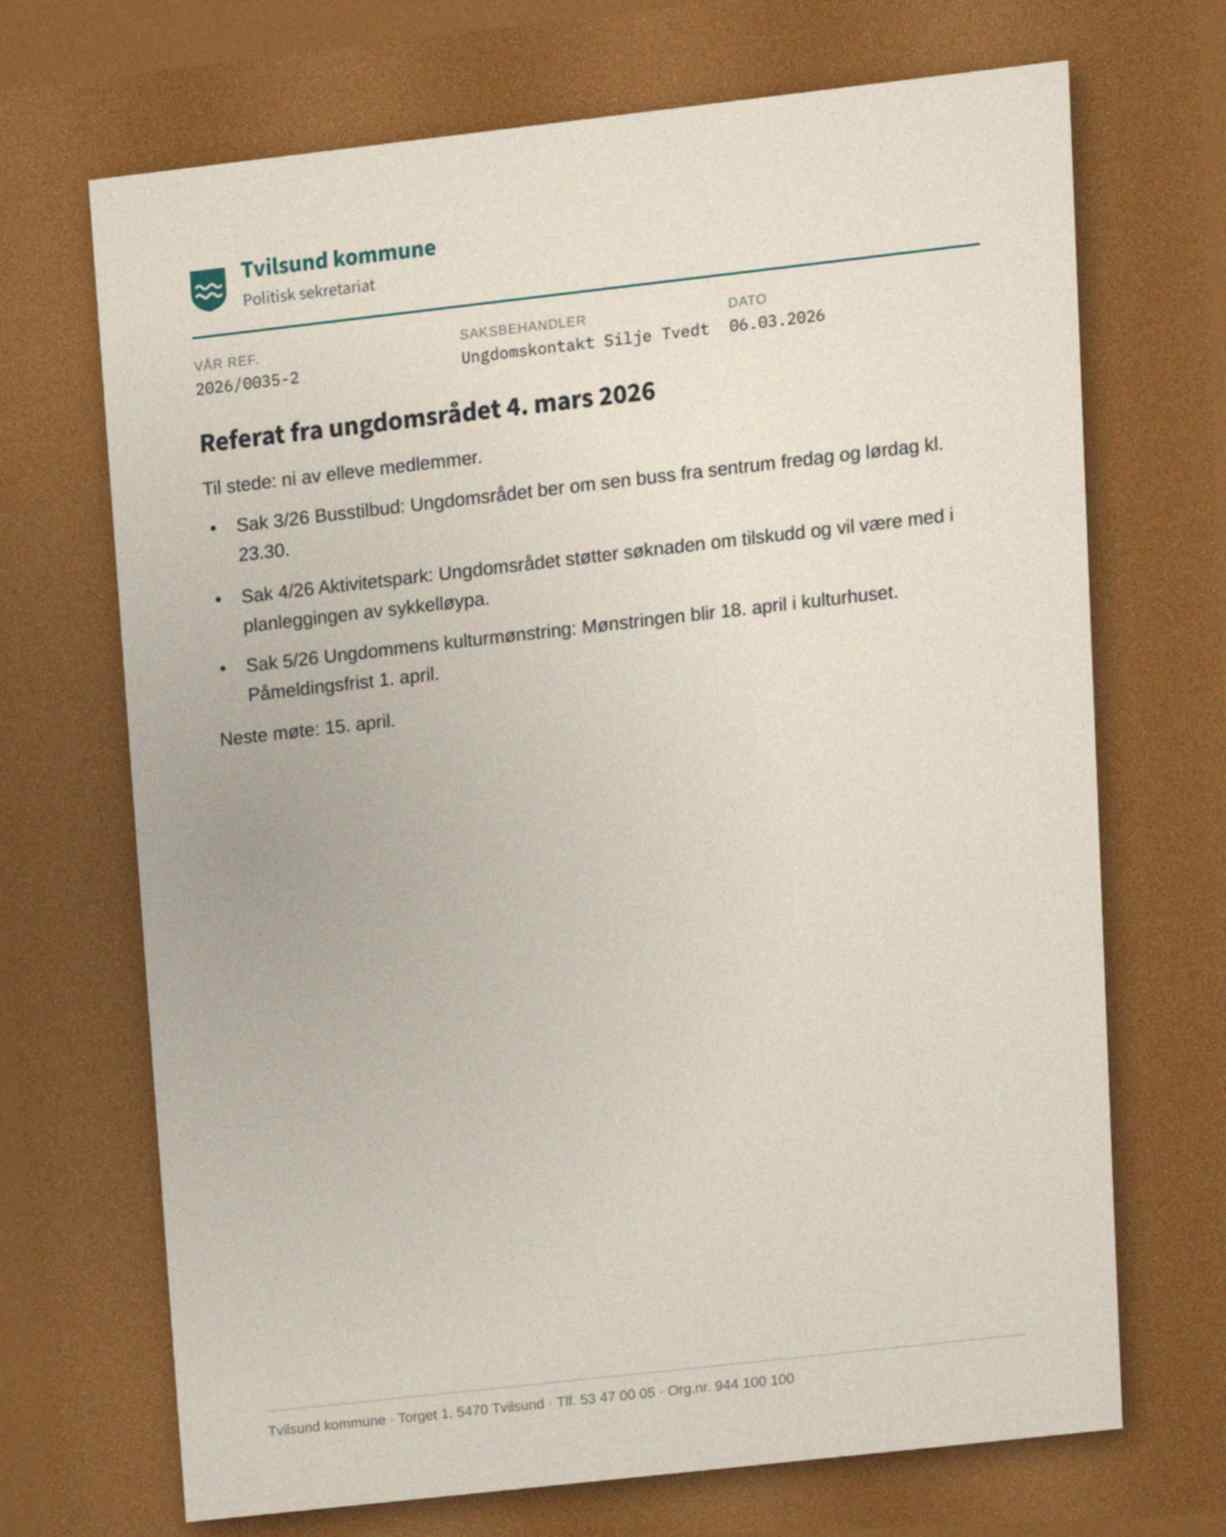 Tvilsund kommune
Politisk sekretariat
VÅR REF.
2026/0035-2
SAKSBEHANDLER
Ungdomskontakt Silje Tvedt
DATO
06.03.2026
Referat fra ungdomsrådet 4. mars 2026
Til stede: ni av elleve medlemmer.
• Sak 3/26 Busstilbud: Ungdomsrådet ber om sen buss fra sentrum fredag og lørdag kl.
23.30.
• Sak 4/26 Aktivitetspark: Ungdomsrådet støtter søknaden om tilskudd og vil være med i
planleggingen av sykkelløypa.
• Sak 5/26 Ungdommens kulturmønstring: Mønstringen blir 18. april i kulturhuset.
Påmeldingsfrist 1. april.
Neste møte: 15. april.
Tvilsund kommune · Torget 1, 5470 Tvilsund · Tlf. 53 47 00 05 · Org.nr. 944 100 100